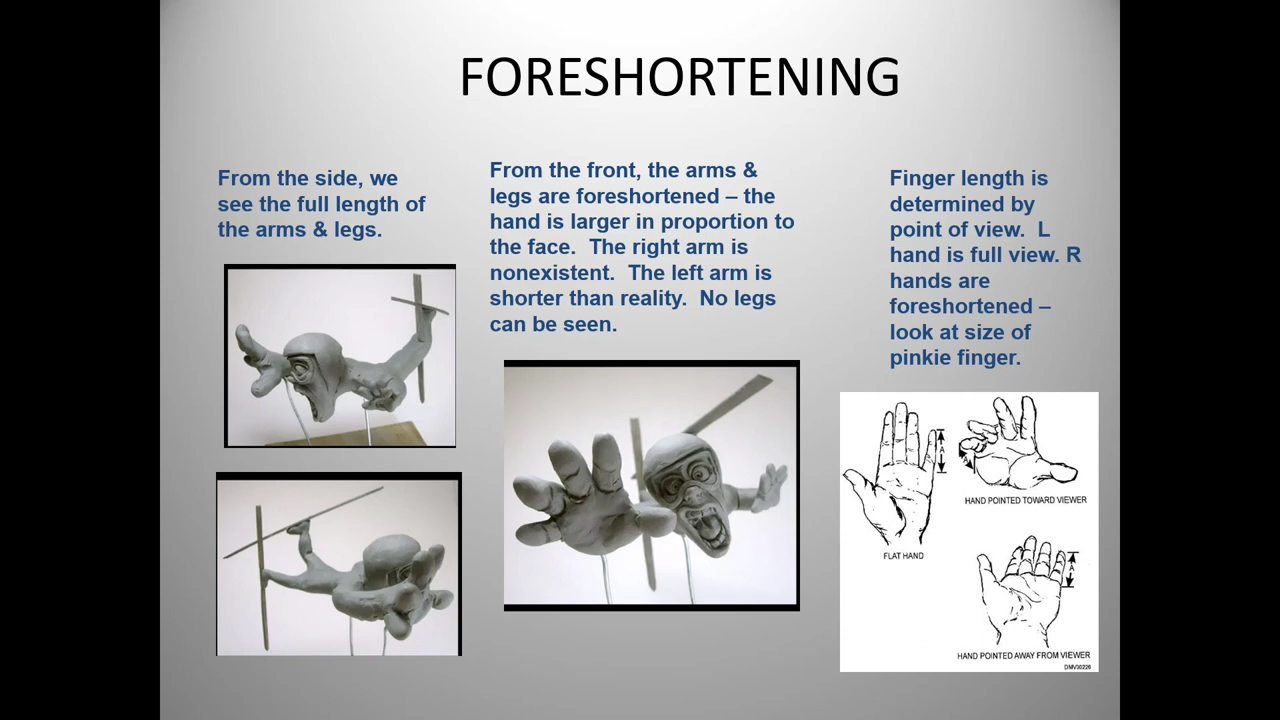 FORESHORTENING
From the side, we
see the full length of
the arms & legs.
From the front, the arms &
legs are foreshortened – the
hand is larger in proportion to
the face.  The right arm is
nonexistent.  The left arm is
shorter than reality.  No legs
can be seen.
Finger length is
determined by
point of view.  L
hand is full view. R
hands are
foreshortened –
look at size of
pinkie finger.
A
A
HAND POINTED TOWARD VIEWER
FLAT HAND
A
HAND POINTED AWAY FROM VIEWER
DMV30226